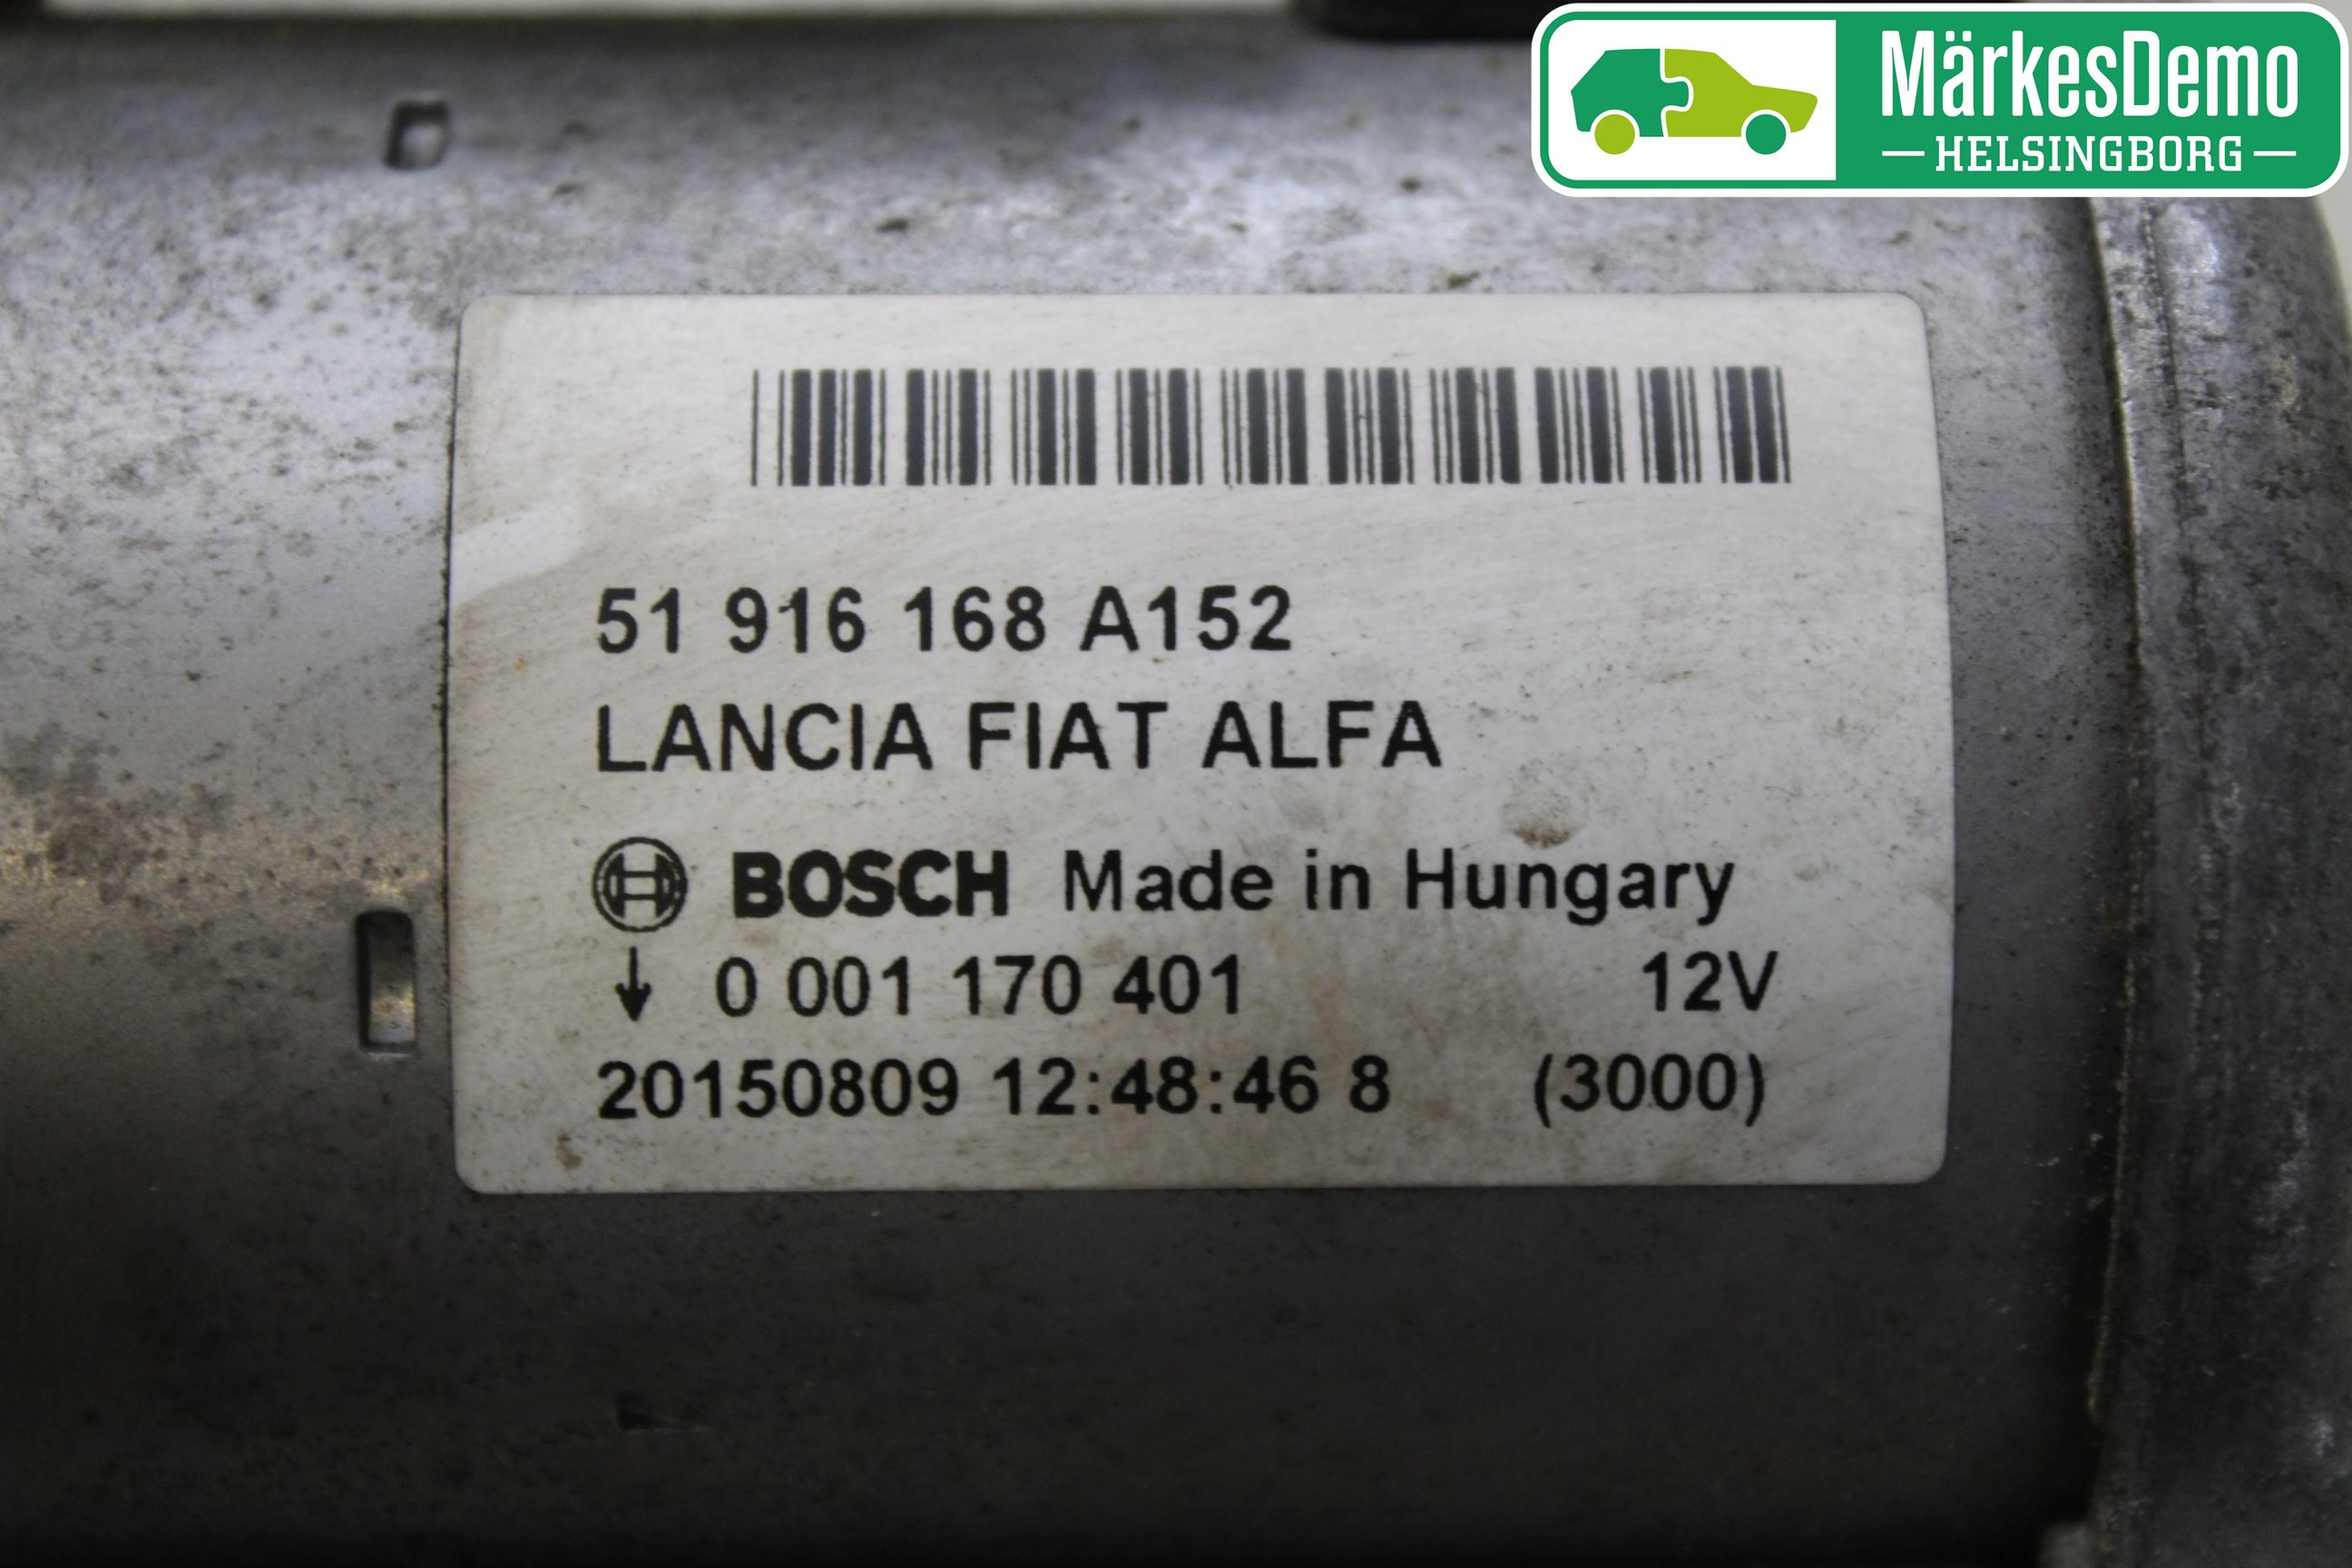 MärkesDemo
HELSINGBORG
51 916 168 A152
LANCIA FIAT ALFA
BOSCH Made in Hungary
↓ 0 001 170 401 12V
20150809 12:48:46 8 (3000)